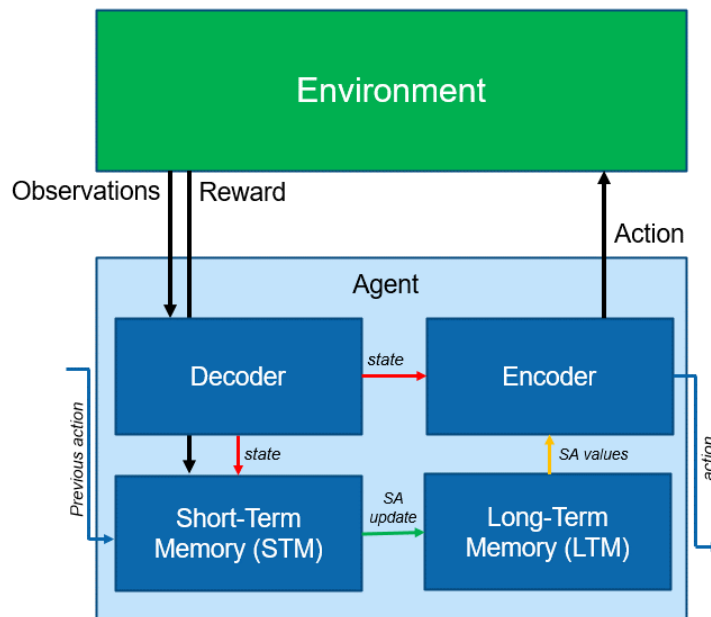 Environment
Observations
Reward
Action
Agent
Decoder
state
Encoder
Previous action
state
SA values
action
Short-Term
Memory (STM)
SA
update
Long-Term
Memory (LTM)